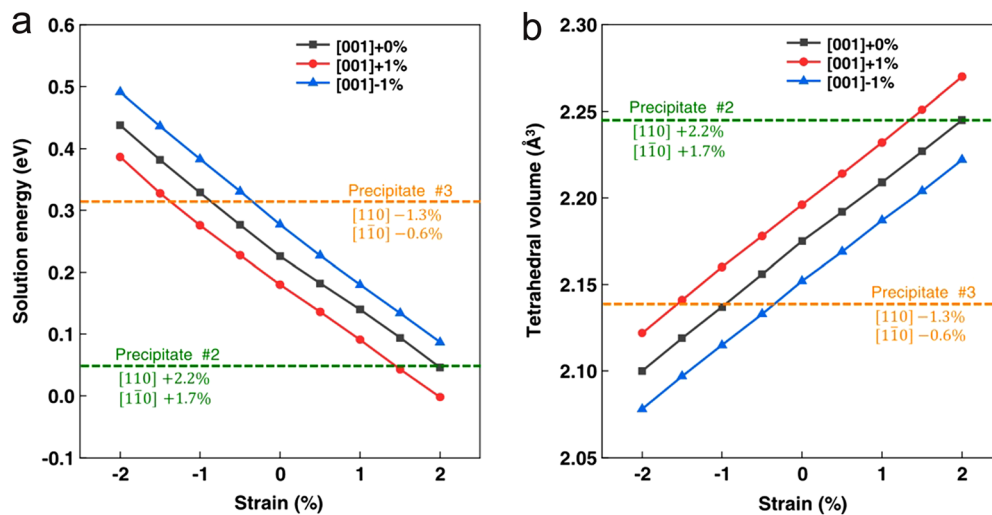 a
0.6
0.5
0.4
0.3
0.2
0.1
0.0
-0.1
Solution energy (eV)
[001]+0%
[001]+1%
[001]-1%
Precipitate #3
[110] −1.3%
[11̄0] −0.6%
Precipitate #2
[110] +2.2%
[11̄0] +1.7%
-2 -1 0 1 2
Strain (%)
b
2.30
2.25
2.20
2.15
2.10
2.05
Tetrahedral volume (Å³)
[001]+0%
[001]+1%
[001]-1%
Precipitate #2
[110] +2.2%
[11̄0] +1.7%
Precipitate #3
[110] −1.3%
[11̄0] −0.6%
-2 -1 0 1 2
Strain (%)